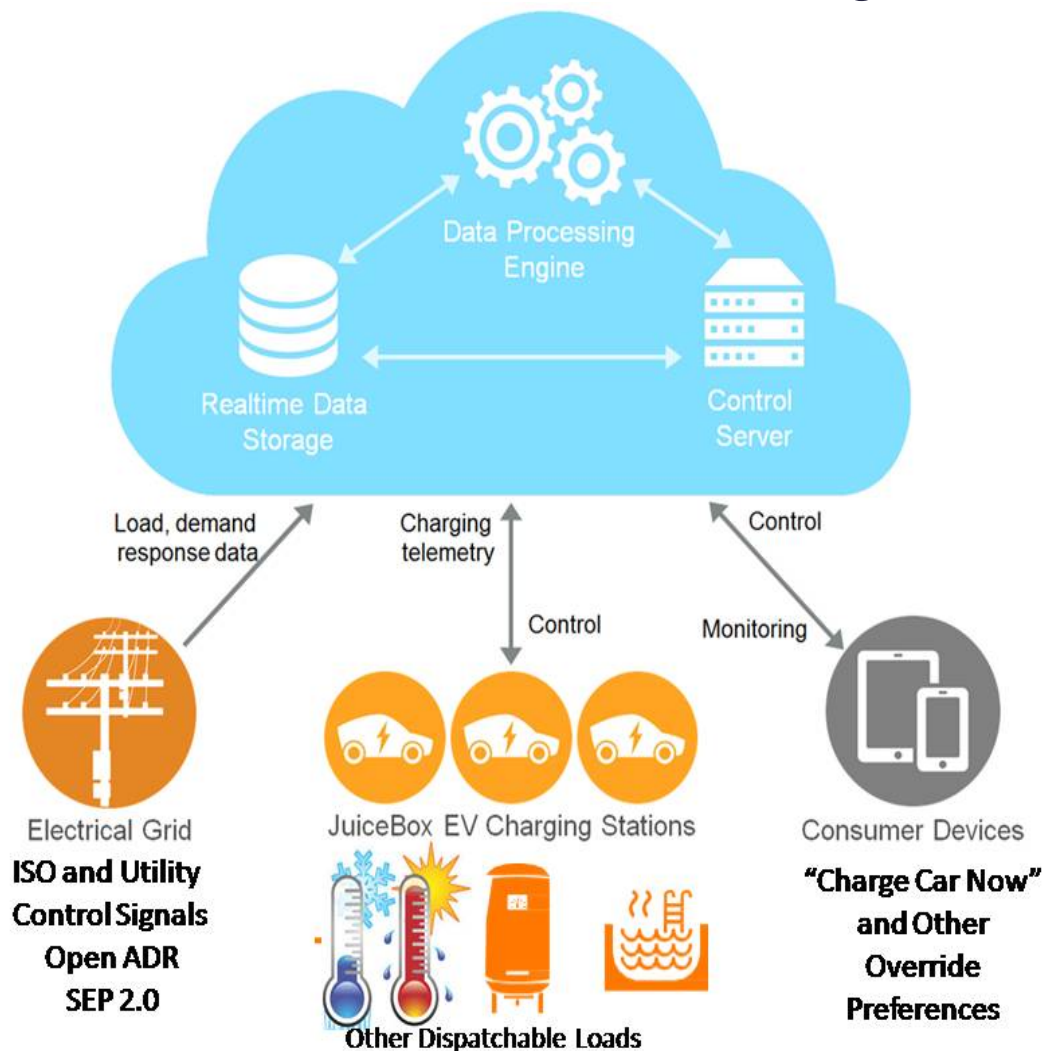 Data Processing
Engine
Realtime Data
Storage
Control
Server
Load, demand
response data
Charging
telemetry
Control
Control
Monitoring
Electrical Grid
ISO and Utility
Control Signals
Open ADR
SEP 2.0
JuiceBox EV Charging Stations
Other Dispatchable Loads
Consumer Devices
“Charge Car Now”
and Other
Override
Preferences